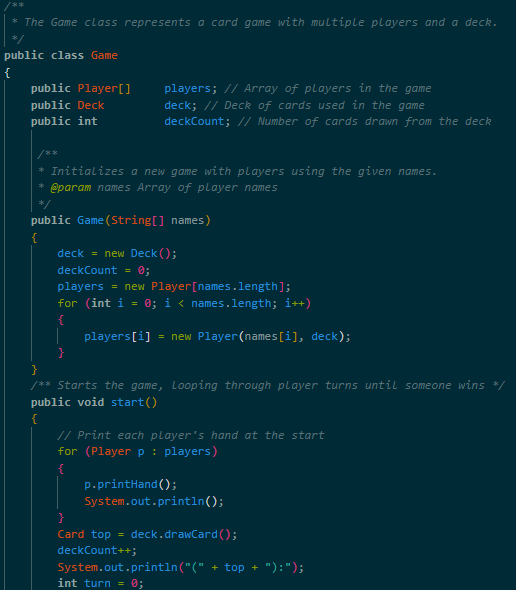 /**
 * The Game class represents a card game with multiple players and a deck.
 */
public class Game
{
    public Player[]     players; // Array of players in the game
    public Deck         deck; // Deck of cards used in the game
    public int          deckCount; // Number of cards drawn from the deck

     /**
     * Initializes a new game with players using the given names.
     * @param names Array of player names
     */
    public Game(String[] names)
    {
        deck = new Deck();
        deckCount = 0;
        players = new Player[names.length];
        for (int i = 0; i < names.length; i++)
        {
            players[i] = new Player(names[i], deck);
        }
    }
    /** Starts the game, looping through player turns until someone wins */
    public void start()
    {
        // Print each player's hand at the start
        for (Player p : players)
        {
            p.printHand();
            System.out.println();
        }
        Card top = deck.drawCard();
        deckCount++;
        System.out.println("(" + top + "):");
        int turn = 0;